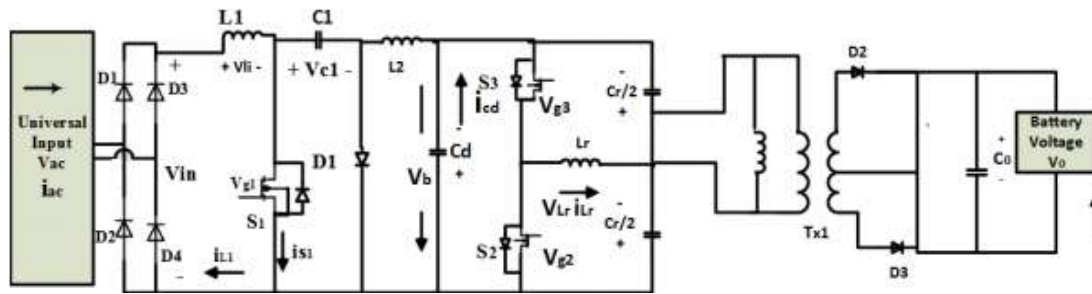 Universal
Input
Vac
iac
D1
D3
D2
D4
+
Vin
-
L1
+ Vli -
C1
+ Vc1 -
Vg1
S1
iL1
is1
D1
L2
Vb
icd
-
Cd
+
S3
Vg3
Lr
VLr iLr
S2
Vg2
-
Cr/2
+
-
Cr/2
+
Tx1
D2
D3
-
+
C0
-
Battery
Voltage
V0